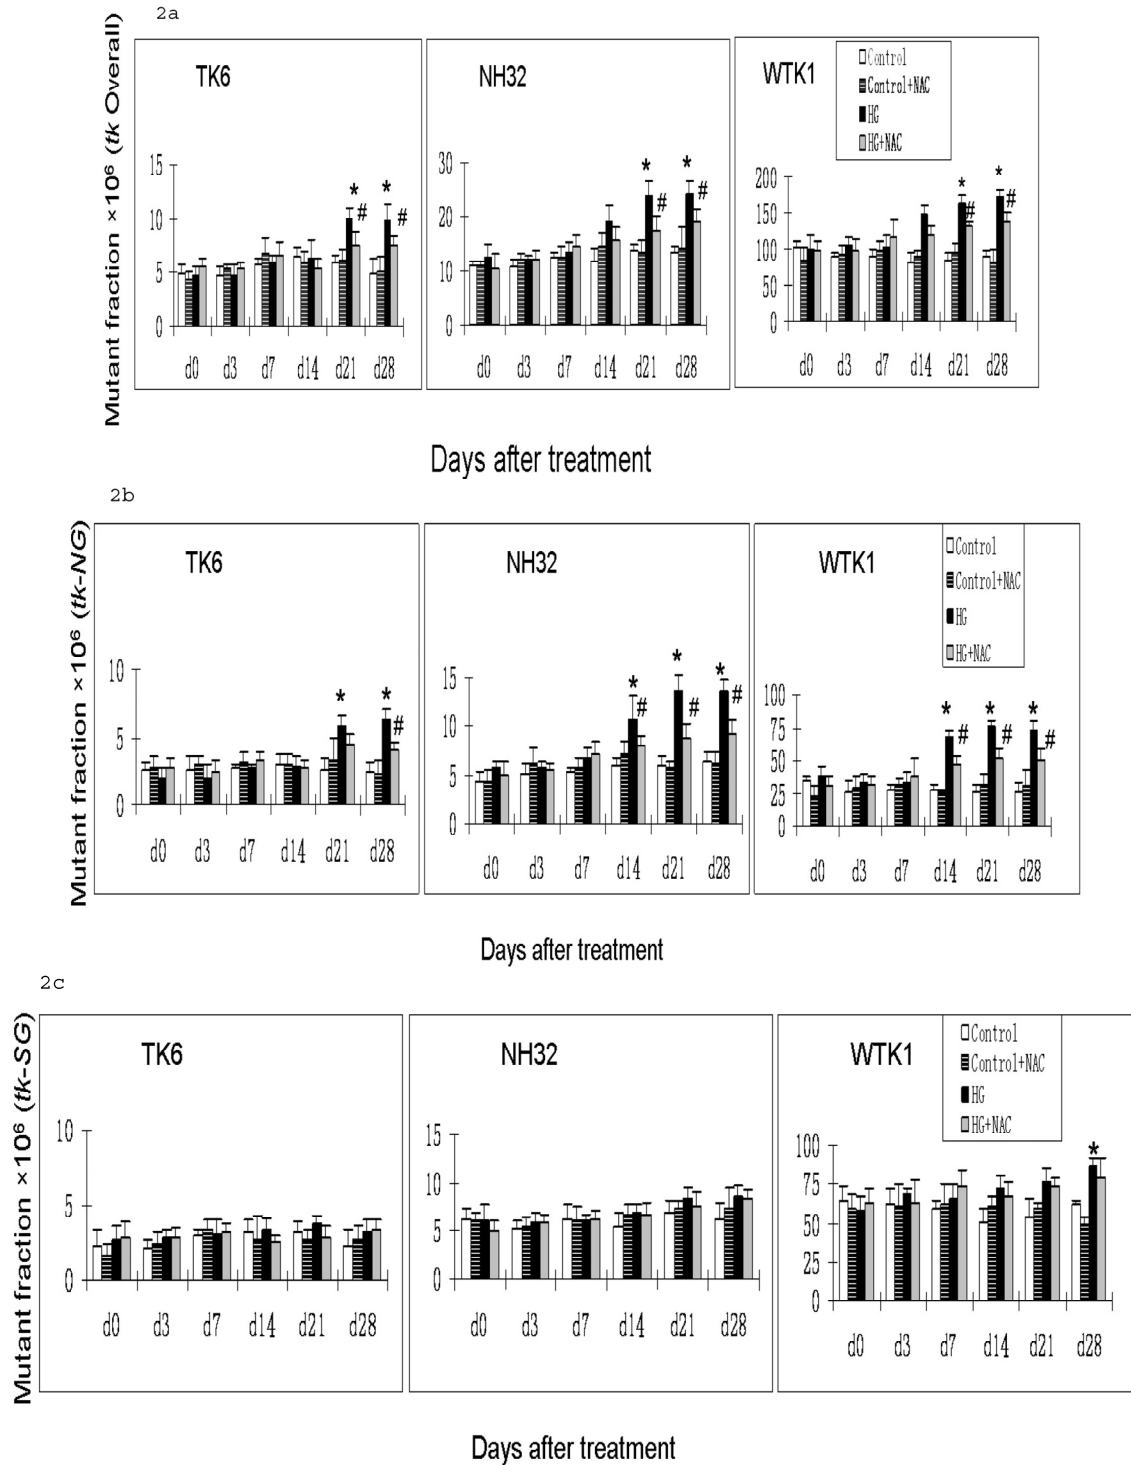 2a
Mutant fraction ×10⁶ (tk Overall)
TK6
15
10
5
0
d0 d3 d7 d14 d21 d28
* #
* #
NH32
30
20
10
0
d0 d3 d7 d14 d21 d28
* #
* #
WTK1
Control
Control+NAC
HG
HG+NAC
200
150
100
50
0
d0 d3 d7 d14 d21 d28
* #
* #
Days after treatment
2b
Mutant fraction ×10⁶ (tk-NG)
TK6
10
5
0
d0 d3 d7 d14 d21 d28
*
* #
NH32
15
10
5
0
d0 d3 d7 d14 d21 d28
* #
* #
* #
WTK1
Control
Control+NAC
HG
HG+NAC
100
75
50
25
0
d0 d3 d7 d14 d21 d28
* #
* #
* #
Days after treatment
2c
Mutant fraction ×10⁶ (tk-SG)
TK6
10
5
0
d0 d3 d7 d14 d21 d28
NH32
15
10
5
0
d0 d3 d7 d14 d21 d28
WTK1
Control
Control+NAC
HG
HG+NAC
100
75
50
25
0
d0 d3 d7 d14 d21 d28
*
Days after treatment